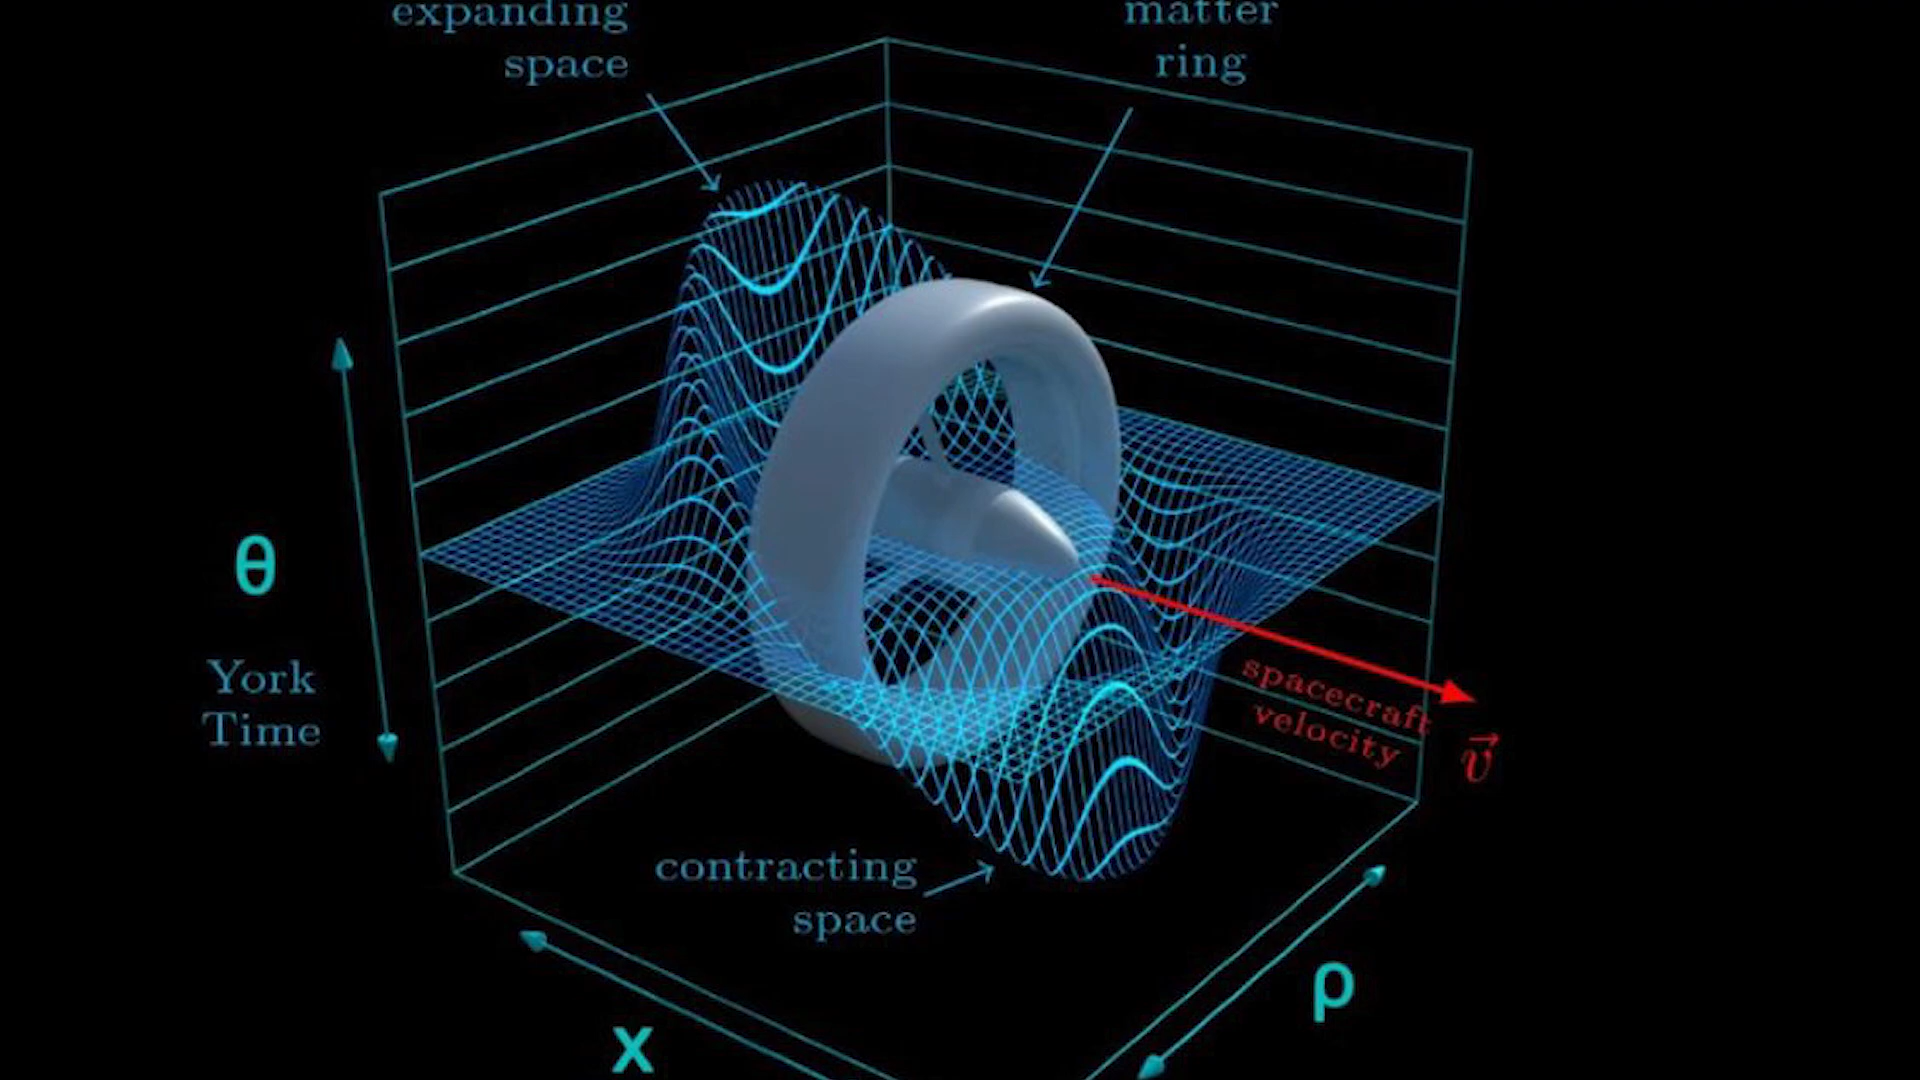 expanding
space
matter
ring
θ
York
Time
spacecraft
velocity
v⃗
contracting
space
x
ρ